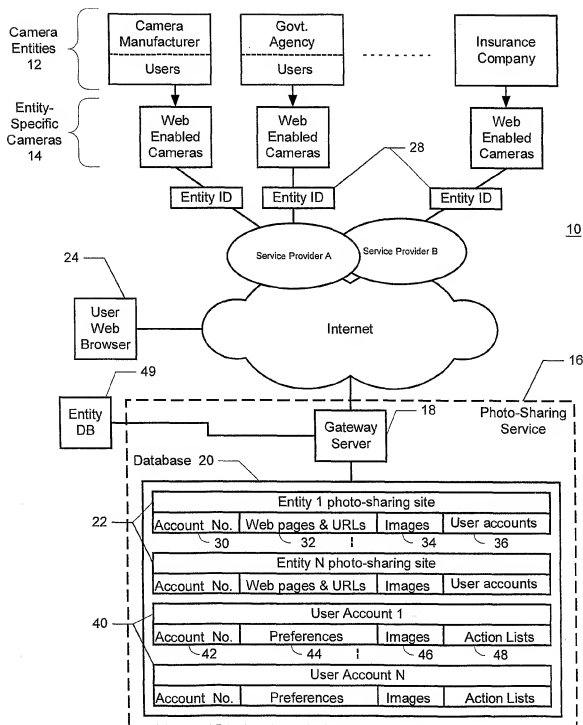 Camera Entities 12
Camera Manufacturer
Users
Govt. Agency
Users
Insurance Company
Entity-Specific Cameras 14
Web Enabled Cameras
Web Enabled Cameras
Web Enabled Cameras
28
Entity ID
Entity ID
Entity ID
10
Service Provider A
Service Provider B
24
User Web Browser
Internet
49
Entity DB
16
Photo-Sharing Service
18
Gateway Server
Database 20
22
Entity 1 photo-sharing site
Account No. Web pages & URLs Images User accounts
30 32 34 36
Entity N photo-sharing site
Account No. Web pages & URLs Images User accounts
40
User Account 1
Account No. Preferences Images Action Lists
42 44 46 48
User Account N
Account No. Preferences Images Action Lists